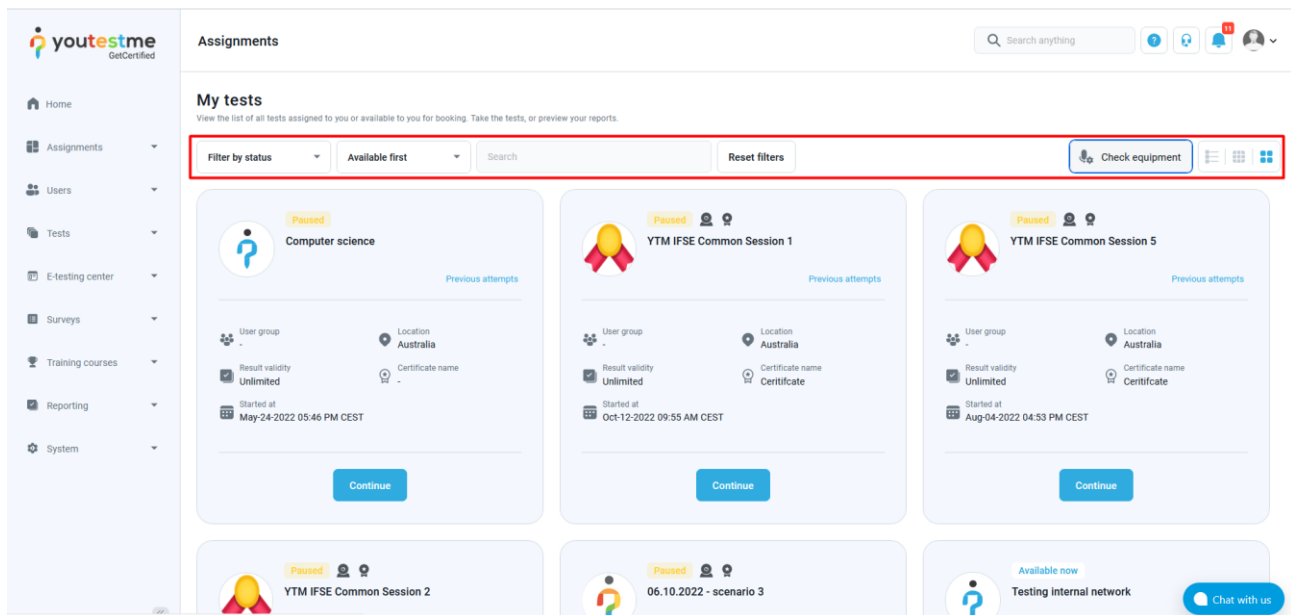 youtestme
GetCertified
Assignments
Search anything
?
11
Home
Assignments
Users
Tests
E-testing center
Surveys
Training courses
Reporting
System
My tests
View the list of all tests assigned to you or available to you for booking. Take the tests, or preview your reports.
Filter by status
Available first
Search
Reset filters
Check equipment
Paused
Computer science
Previous attempts
User group
-
Location
Australia
Result validity
Unlimited
Certificate name
-
Started at
May-24-2022 05:46 PM CEST
Continue
Paused
YTM IFSE Common Session 1
Previous attempts
User group
-
Location
Australia
Result validity
Unlimited
Certificate name
Ceritifcate
Started at
Oct-12-2022 09:55 AM CEST
Continue
Paused
YTM IFSE Common Session 5
Previous attempts
User group
-
Location
Australia
Result validity
Unlimited
Certificate name
Ceritifcate
Started at
Aug-04-2022 04:53 PM CEST
Continue
Paused
YTM IFSE Common Session 2
Paused
06.10.2022 - scenario 3
Available now
Testing internal network
Chat with us